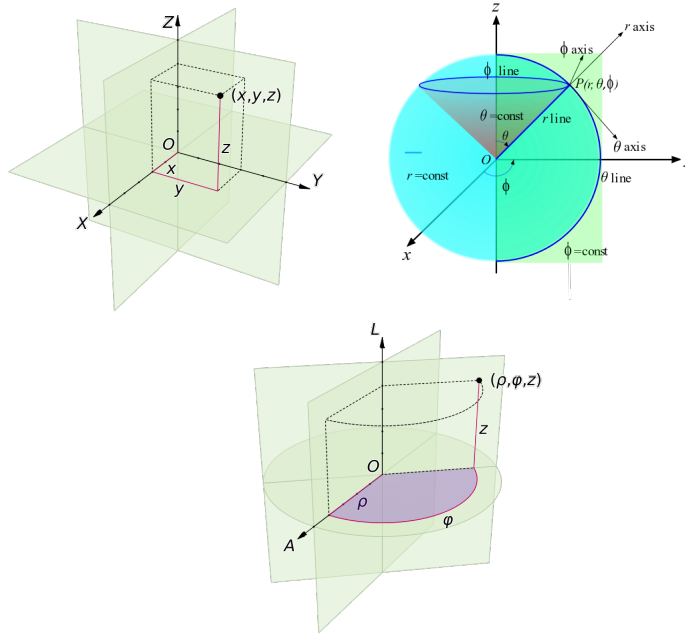 Z
(x,y,z)
O
z
x
y
Y
X
z
r axis
ϕ axis
ϕ line
P(r, θ,ϕ)
θ=const
r line
θ
θ axis
O
r=const
ϕ
θ line
x
ϕ=const
L
(ρ,φ,z)
z
O
ρ
φ
A